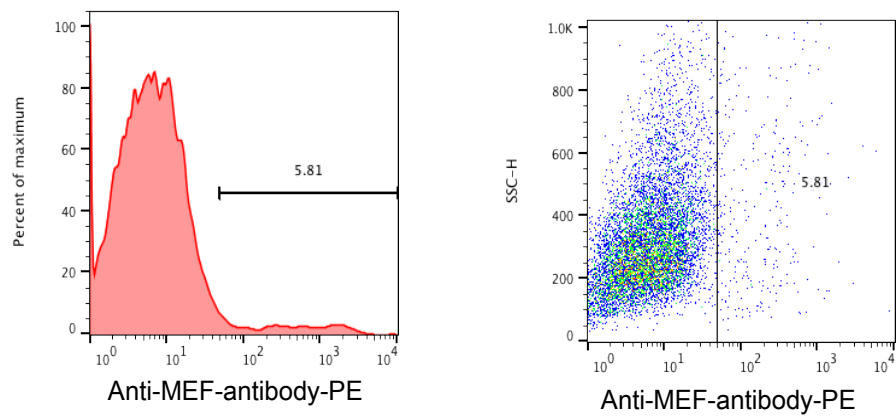 Percent of maximum
100
80
60
40
20
0
5.81
10^0 10^1 10^2 10^3 10^4
Anti-MEF-antibody-PE
SSC-H
1.0K
800
600
400
200
0
5.81
10^0 10^1 10^2 10^3 10^4
Anti-MEF-antibody-PE